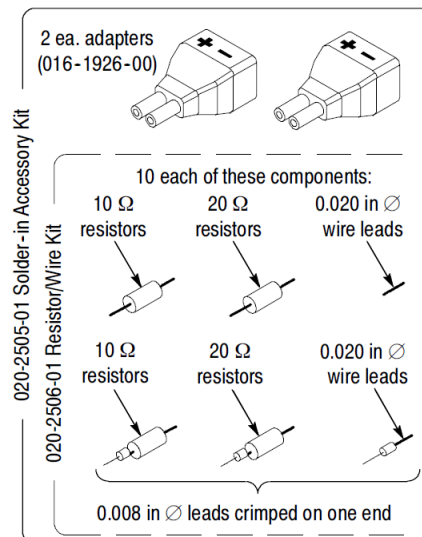 2 ea. adapters
(016-1926-00)
+ −
+ −
020-2505-01 Solder-in Accessory Kit
020-2506-01 Resistor/Wire Kit
10 each of these components:
10 Ω
resistors
20 Ω
resistors
0.020 in ∅
wire leads
10 Ω
resistors
20 Ω
resistors
0.020 in ∅
wire leads
0.008 in ∅ leads crimped on one end